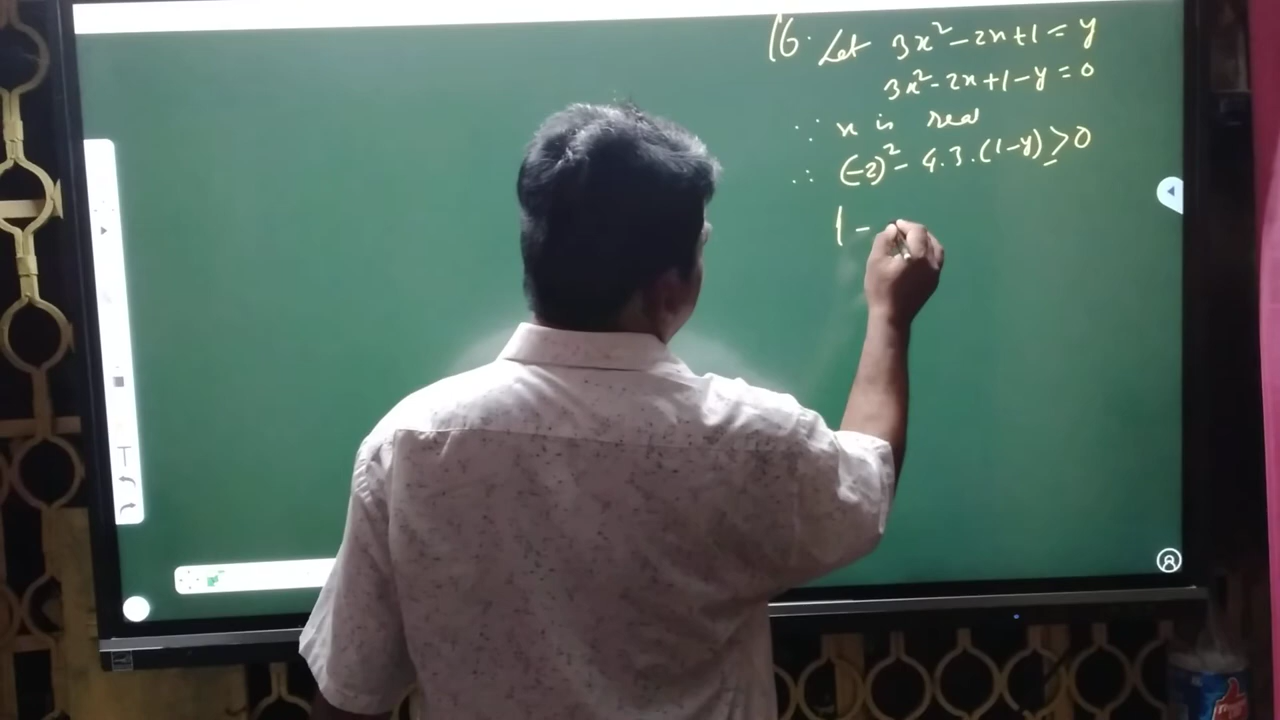 16. Let 3x² - 2x + 1 = y
3x² - 2x + 1 - y = 0
∵ x is real
∴ (-2)² - 4.3.(1-y) ≥ 0
1 -
T